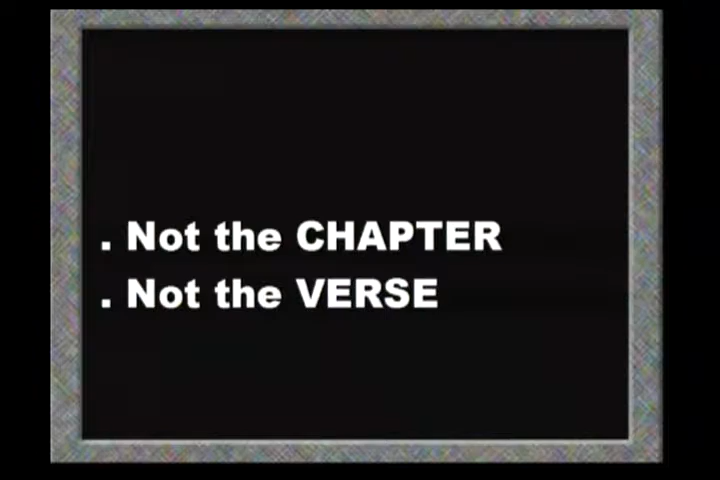 . Not the CHAPTER
. Not the VERSE